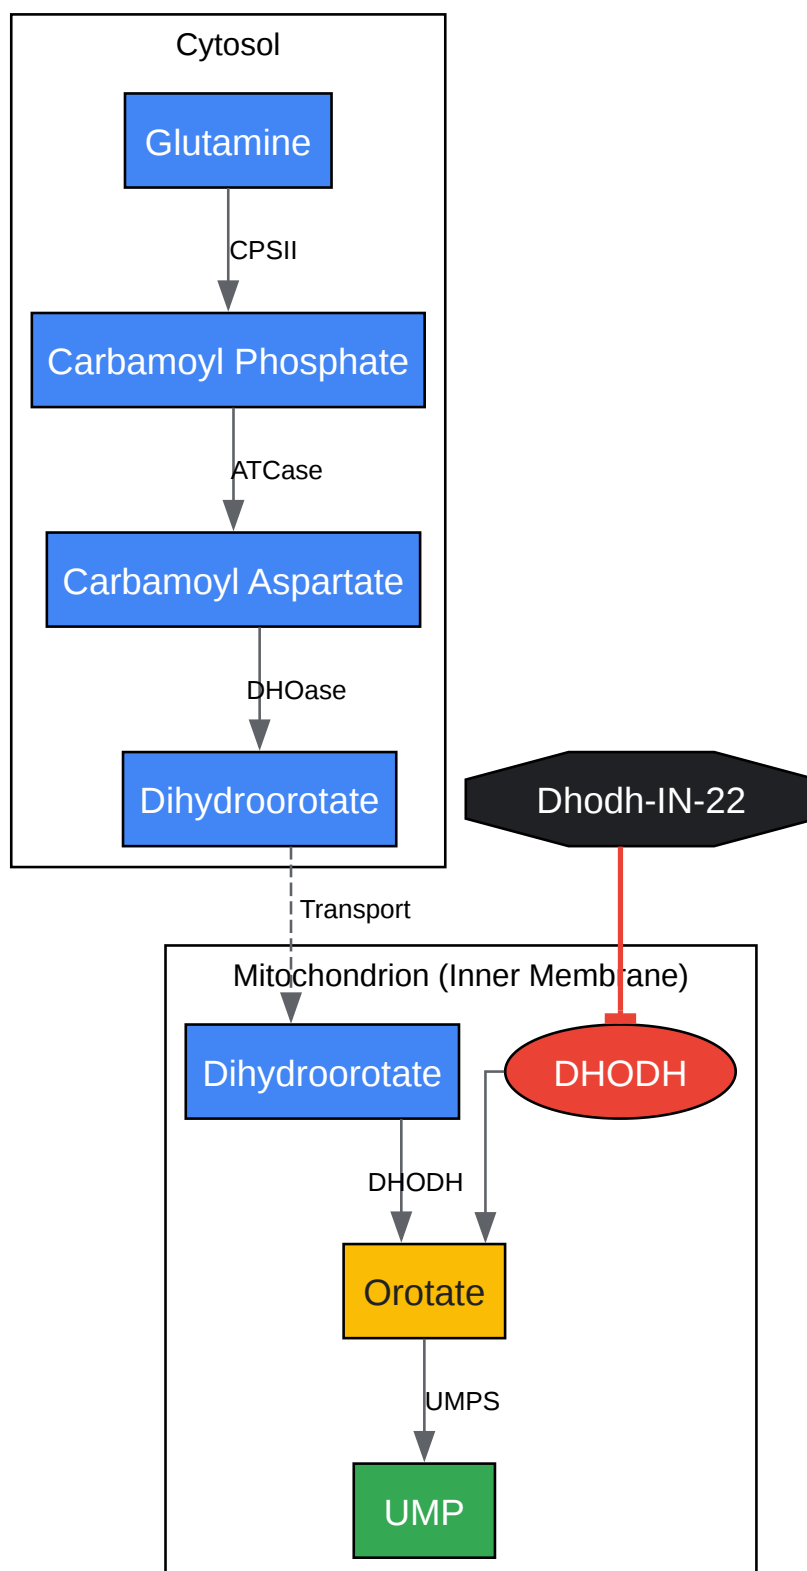 Cytosol
Glutamine
CPSII
Carbamoyl Phosphate
ATCase
Carbamoyl Aspartate
DHOase
Dihydroorotate
Dhodh-IN-22
Transport
Mitochondrion (Inner Membrane)
Dihydroorotate
DHODH
DHODH
Orotate
UMPS
UMP